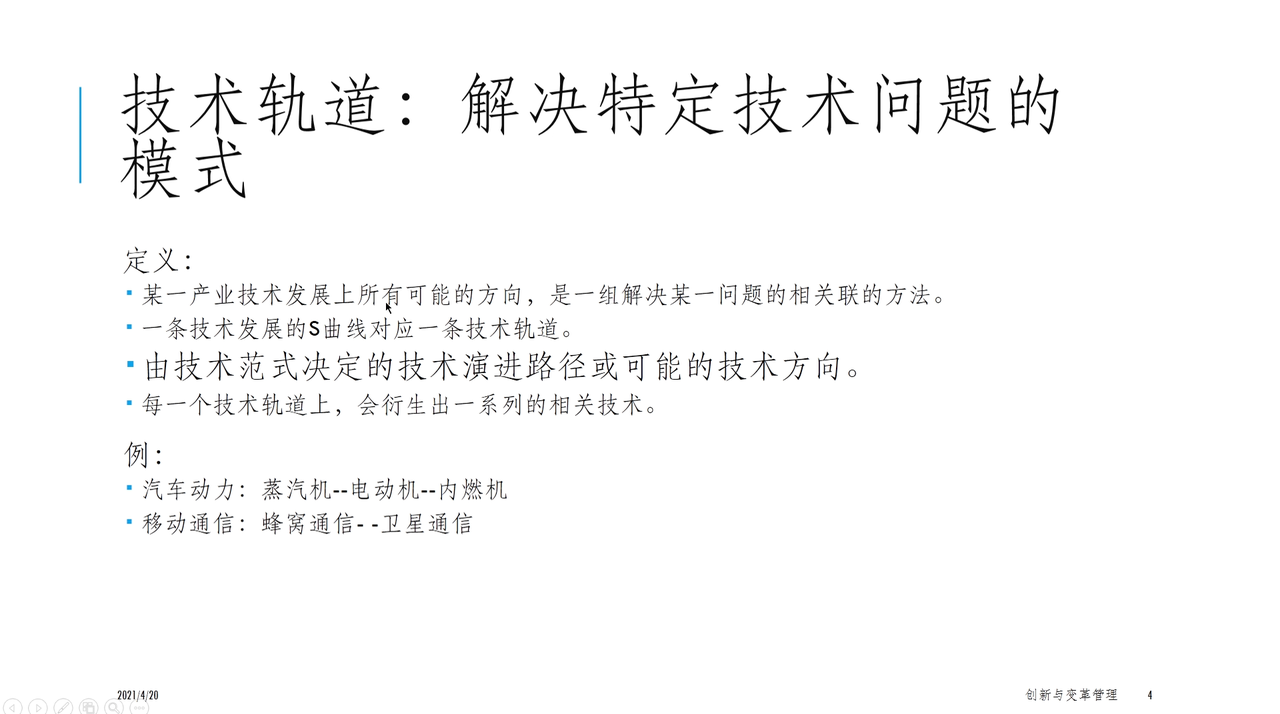 技术轨道：解决特定技术问题的
模式
定义：
某一产业技术发展上所有可能的方向，是一组解决某一问题的相关联的方法。
一条技术发展的S曲线对应一条技术轨道。
由技术范式决定的技术演进路径或可能的技术方向。
每一个技术轨道上，会衍生出一系列的相关技术。
例：
汽车动力：蒸汽机--电动机--内燃机
移动通信：蜂窝通信- -卫星通信
2021/4/20
创新与变革管理
4